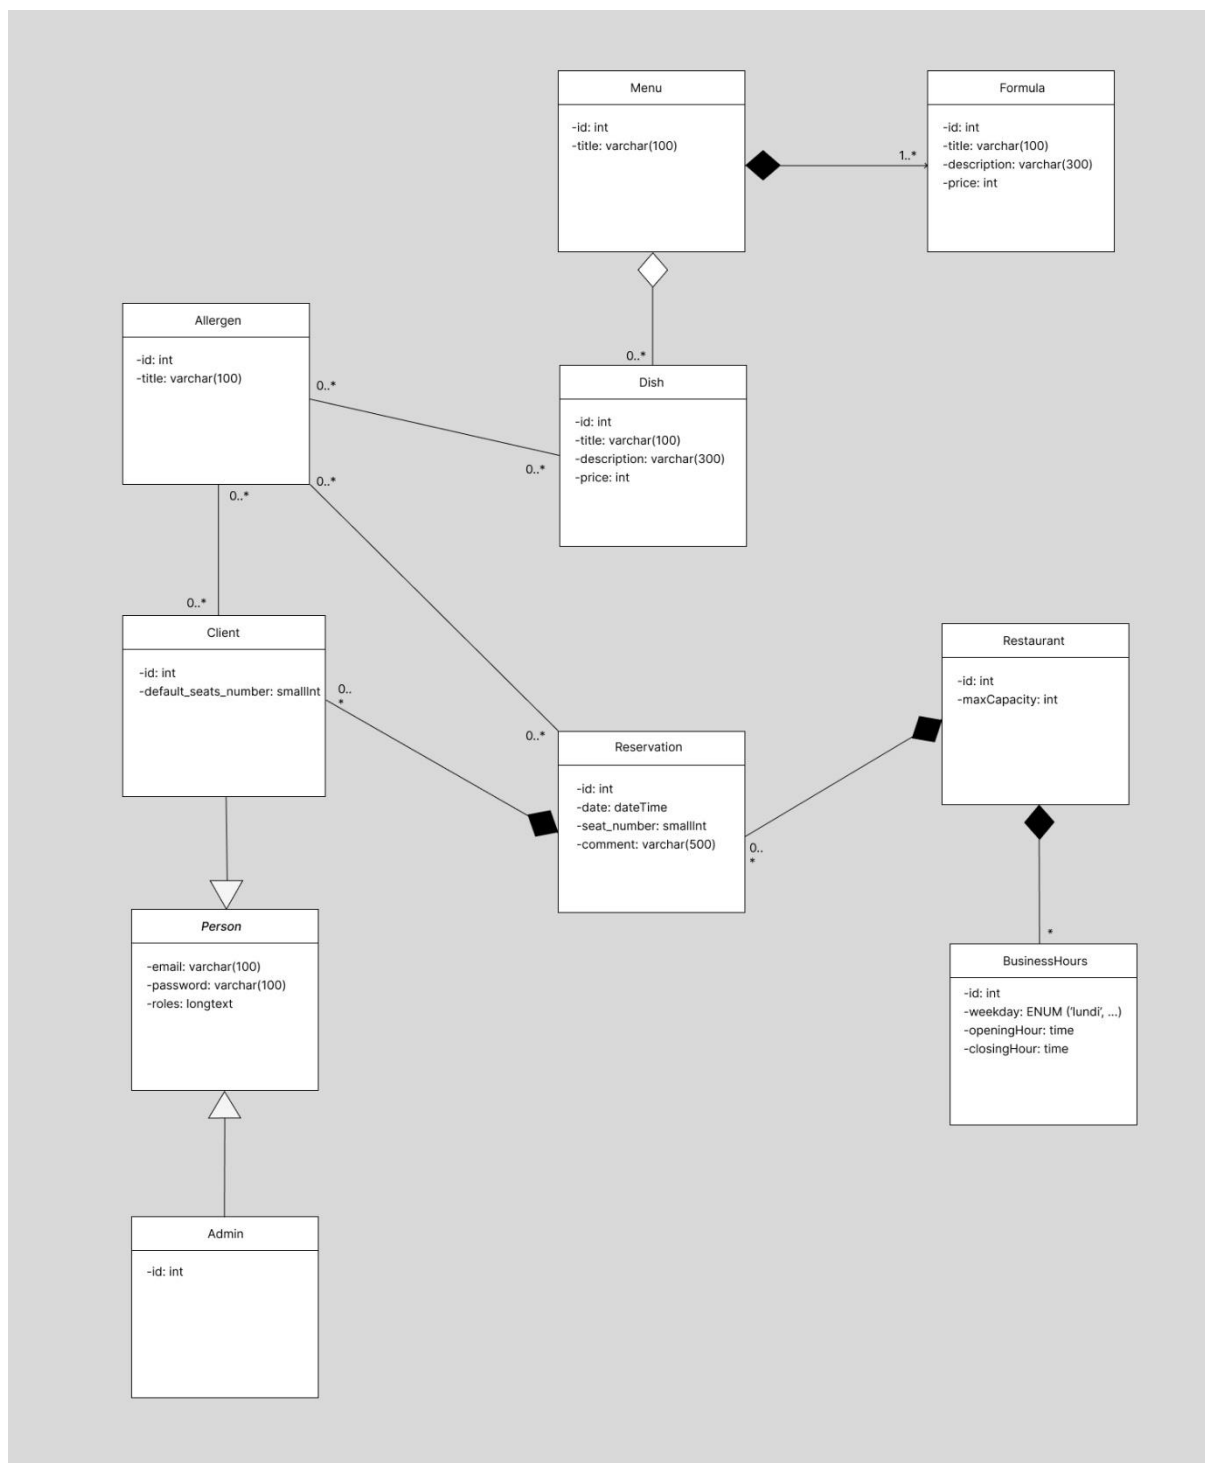 Menu
-id: int
-title: varchar(100)
1..*
Formula
-id: int
-title: varchar(100)
-description: varchar(300)
-price: int
0..*
Allergen
-id: int
-title: varchar(100)
0..*
0..*
0..*
0..*
Dish
-id: int
-title: varchar(100)
-description: varchar(300)
-price: int
0..*
Client
-id: int
-default_seats_number: smallInt
0..
*
0..*
Reservation
-id: int
-date: dateTime
-seat_number: smallInt
-comment: varchar(500)
0..
*
Restaurant
-id: int
-maxCapacity: int
*
BusinessHours
-id: int
-weekday: ENUM ('lundi', ...)
-openingHour: time
-closingHour: time
Person
-email: varchar(100)
-password: varchar(100)
-roles: longtext
Admin
-id: int